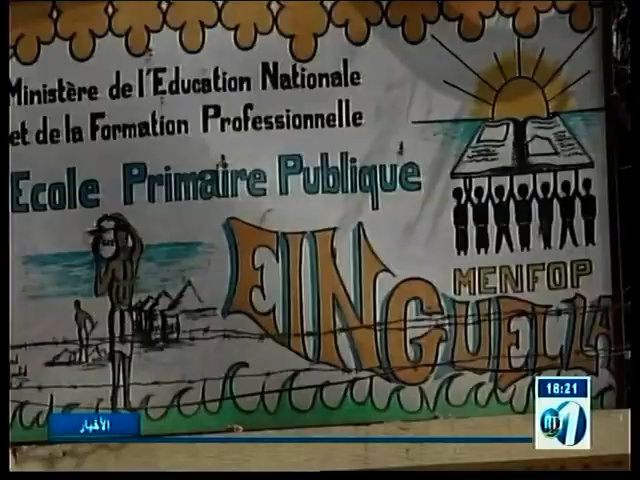 Ministère de l'Education Nationale
et de la Formation Professionnelle
Ecole Primaire Publique
EINGUELLA
MENFOP
18:21
الأخبار